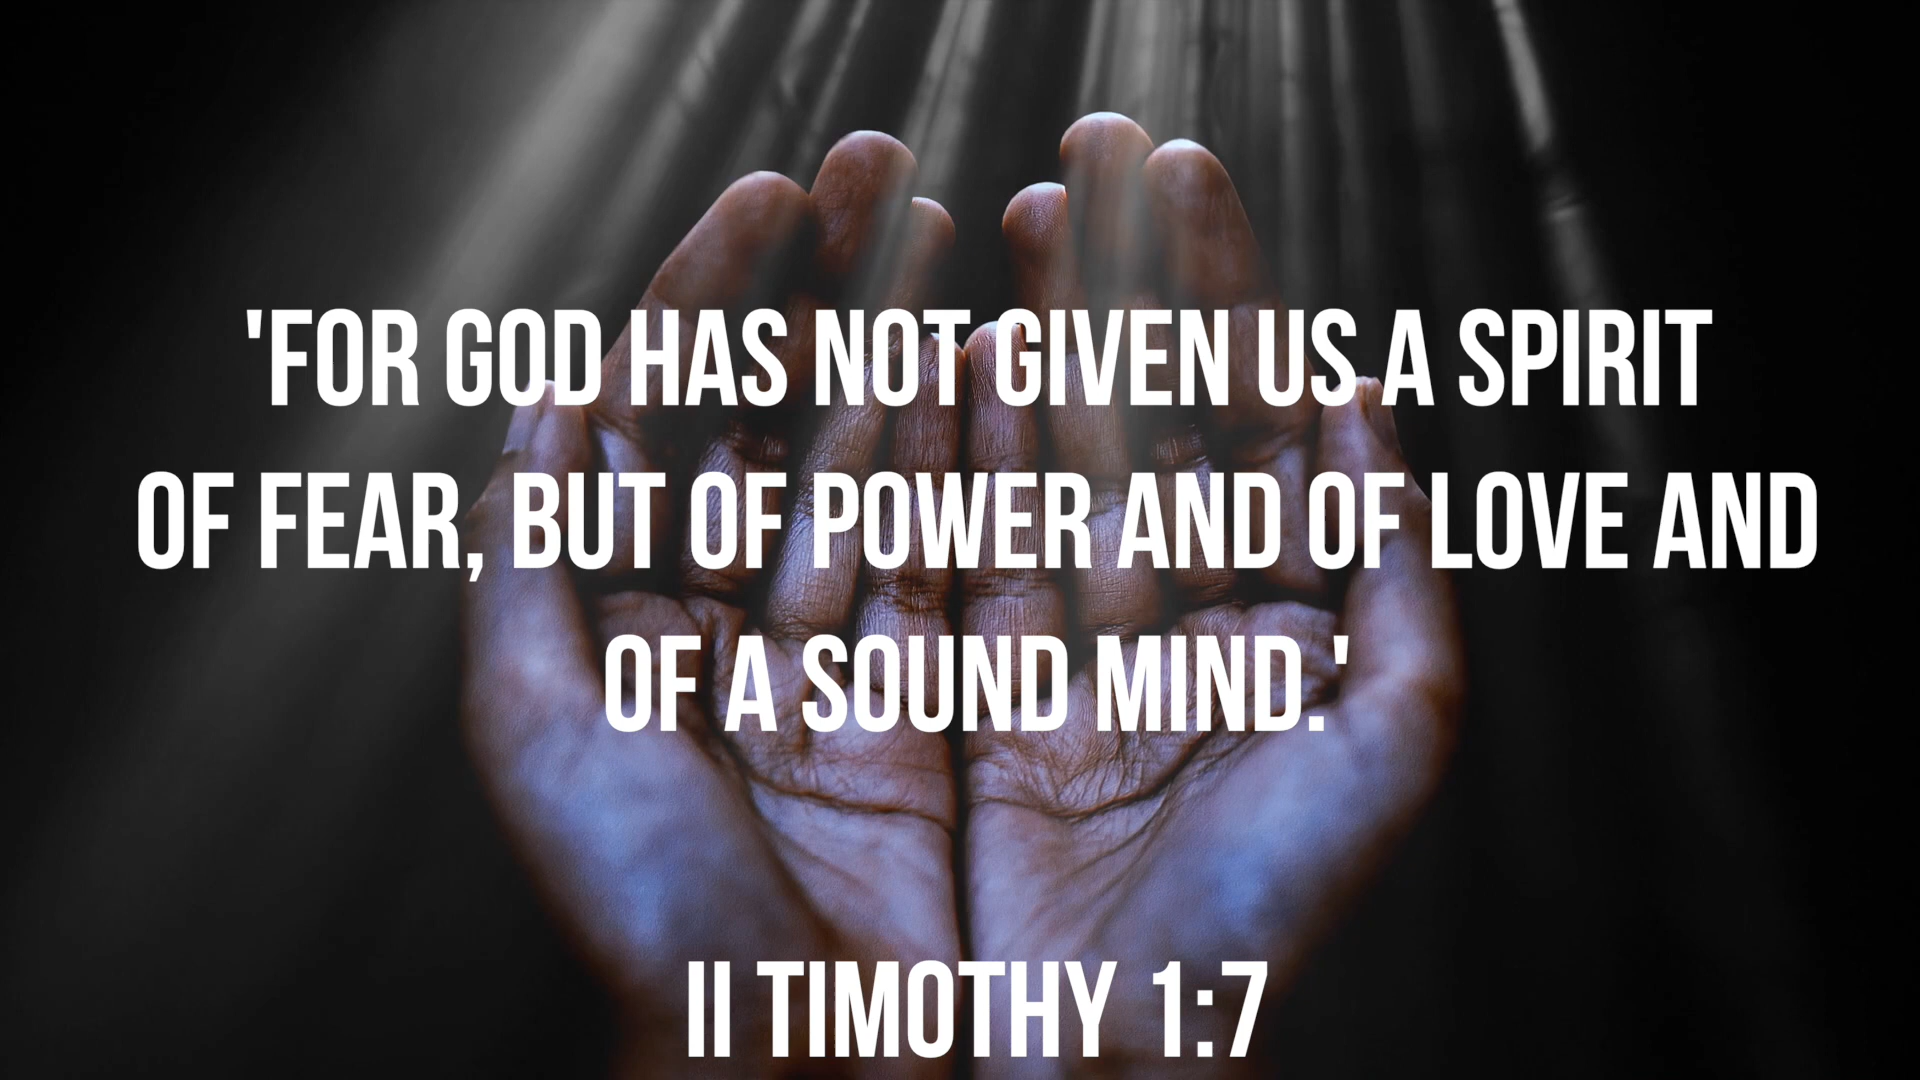 'FOR GOD HAS NOT GIVEN US A SPIRIT
OF FEAR, BUT OF POWER AND OF LOVE AND
OF A SOUND MIND.'
II TIMOTHY 1:7